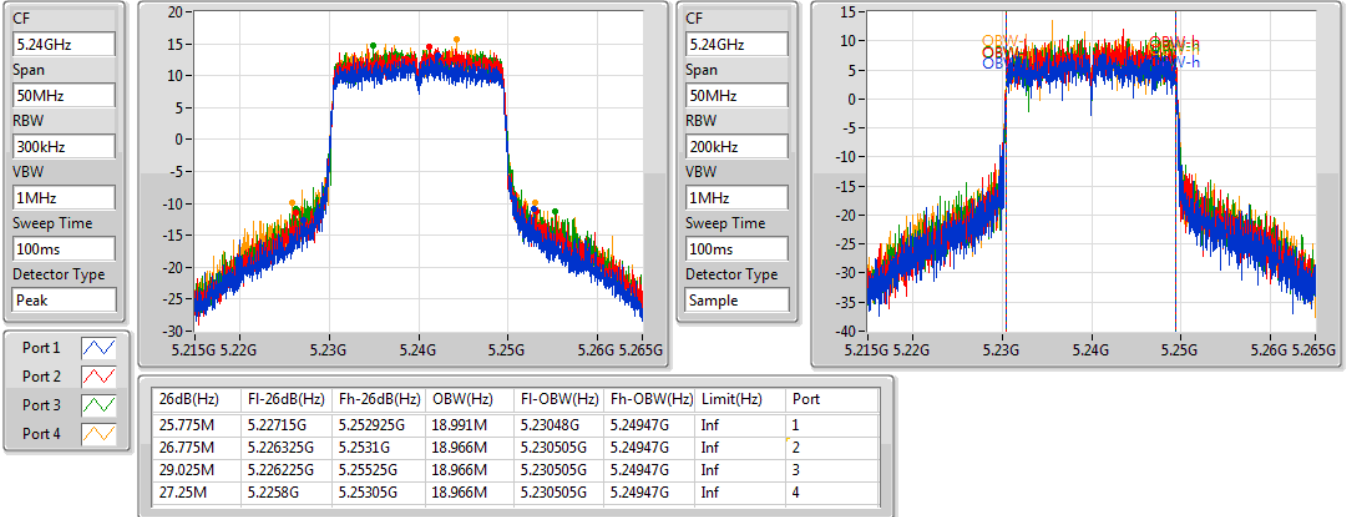 CF
5.24GHz
Span
50MHz
RBW
300kHz
VBW
1MHz
Sweep Time
100ms
Detector Type
Peak
20
15
10
5
0
-5
-10
-15
-20
-25
-30
5.215G 5.22G 5.23G 5.24G 5.25G 5.26G 5.265G
CF
5.24GHz
Span
50MHz
RBW
200kHz
VBW
1MHz
Sweep Time
100ms
Detector Type
Sample
15
10
5
0
-5
-10
-15
-20
-25
-30
-35
-40
OBW-h
OBW-h
5.215G 5.22G 5.23G 5.24G 5.25G 5.26G 5.265G
Port 1
Port 2
Port 3
Port 4
26dB(Hz) Fl-26dB(Hz) Fh-26dB(Hz) OBW(Hz) Fl-OBW(Hz) Fh-OBW(Hz) Limit(Hz) Port
25.775M 5.22715G 5.252925G 18.991M 5.23048G 5.24947G Inf 1
26.775M 5.226325G 5.2531G 18.966M 5.230505G 5.24947G Inf 2
29.025M 5.226225G 5.25525G 18.966M 5.230505G 5.24947G Inf 3
27.25M 5.2258G 5.25305G 18.966M 5.230505G 5.24947G Inf 4